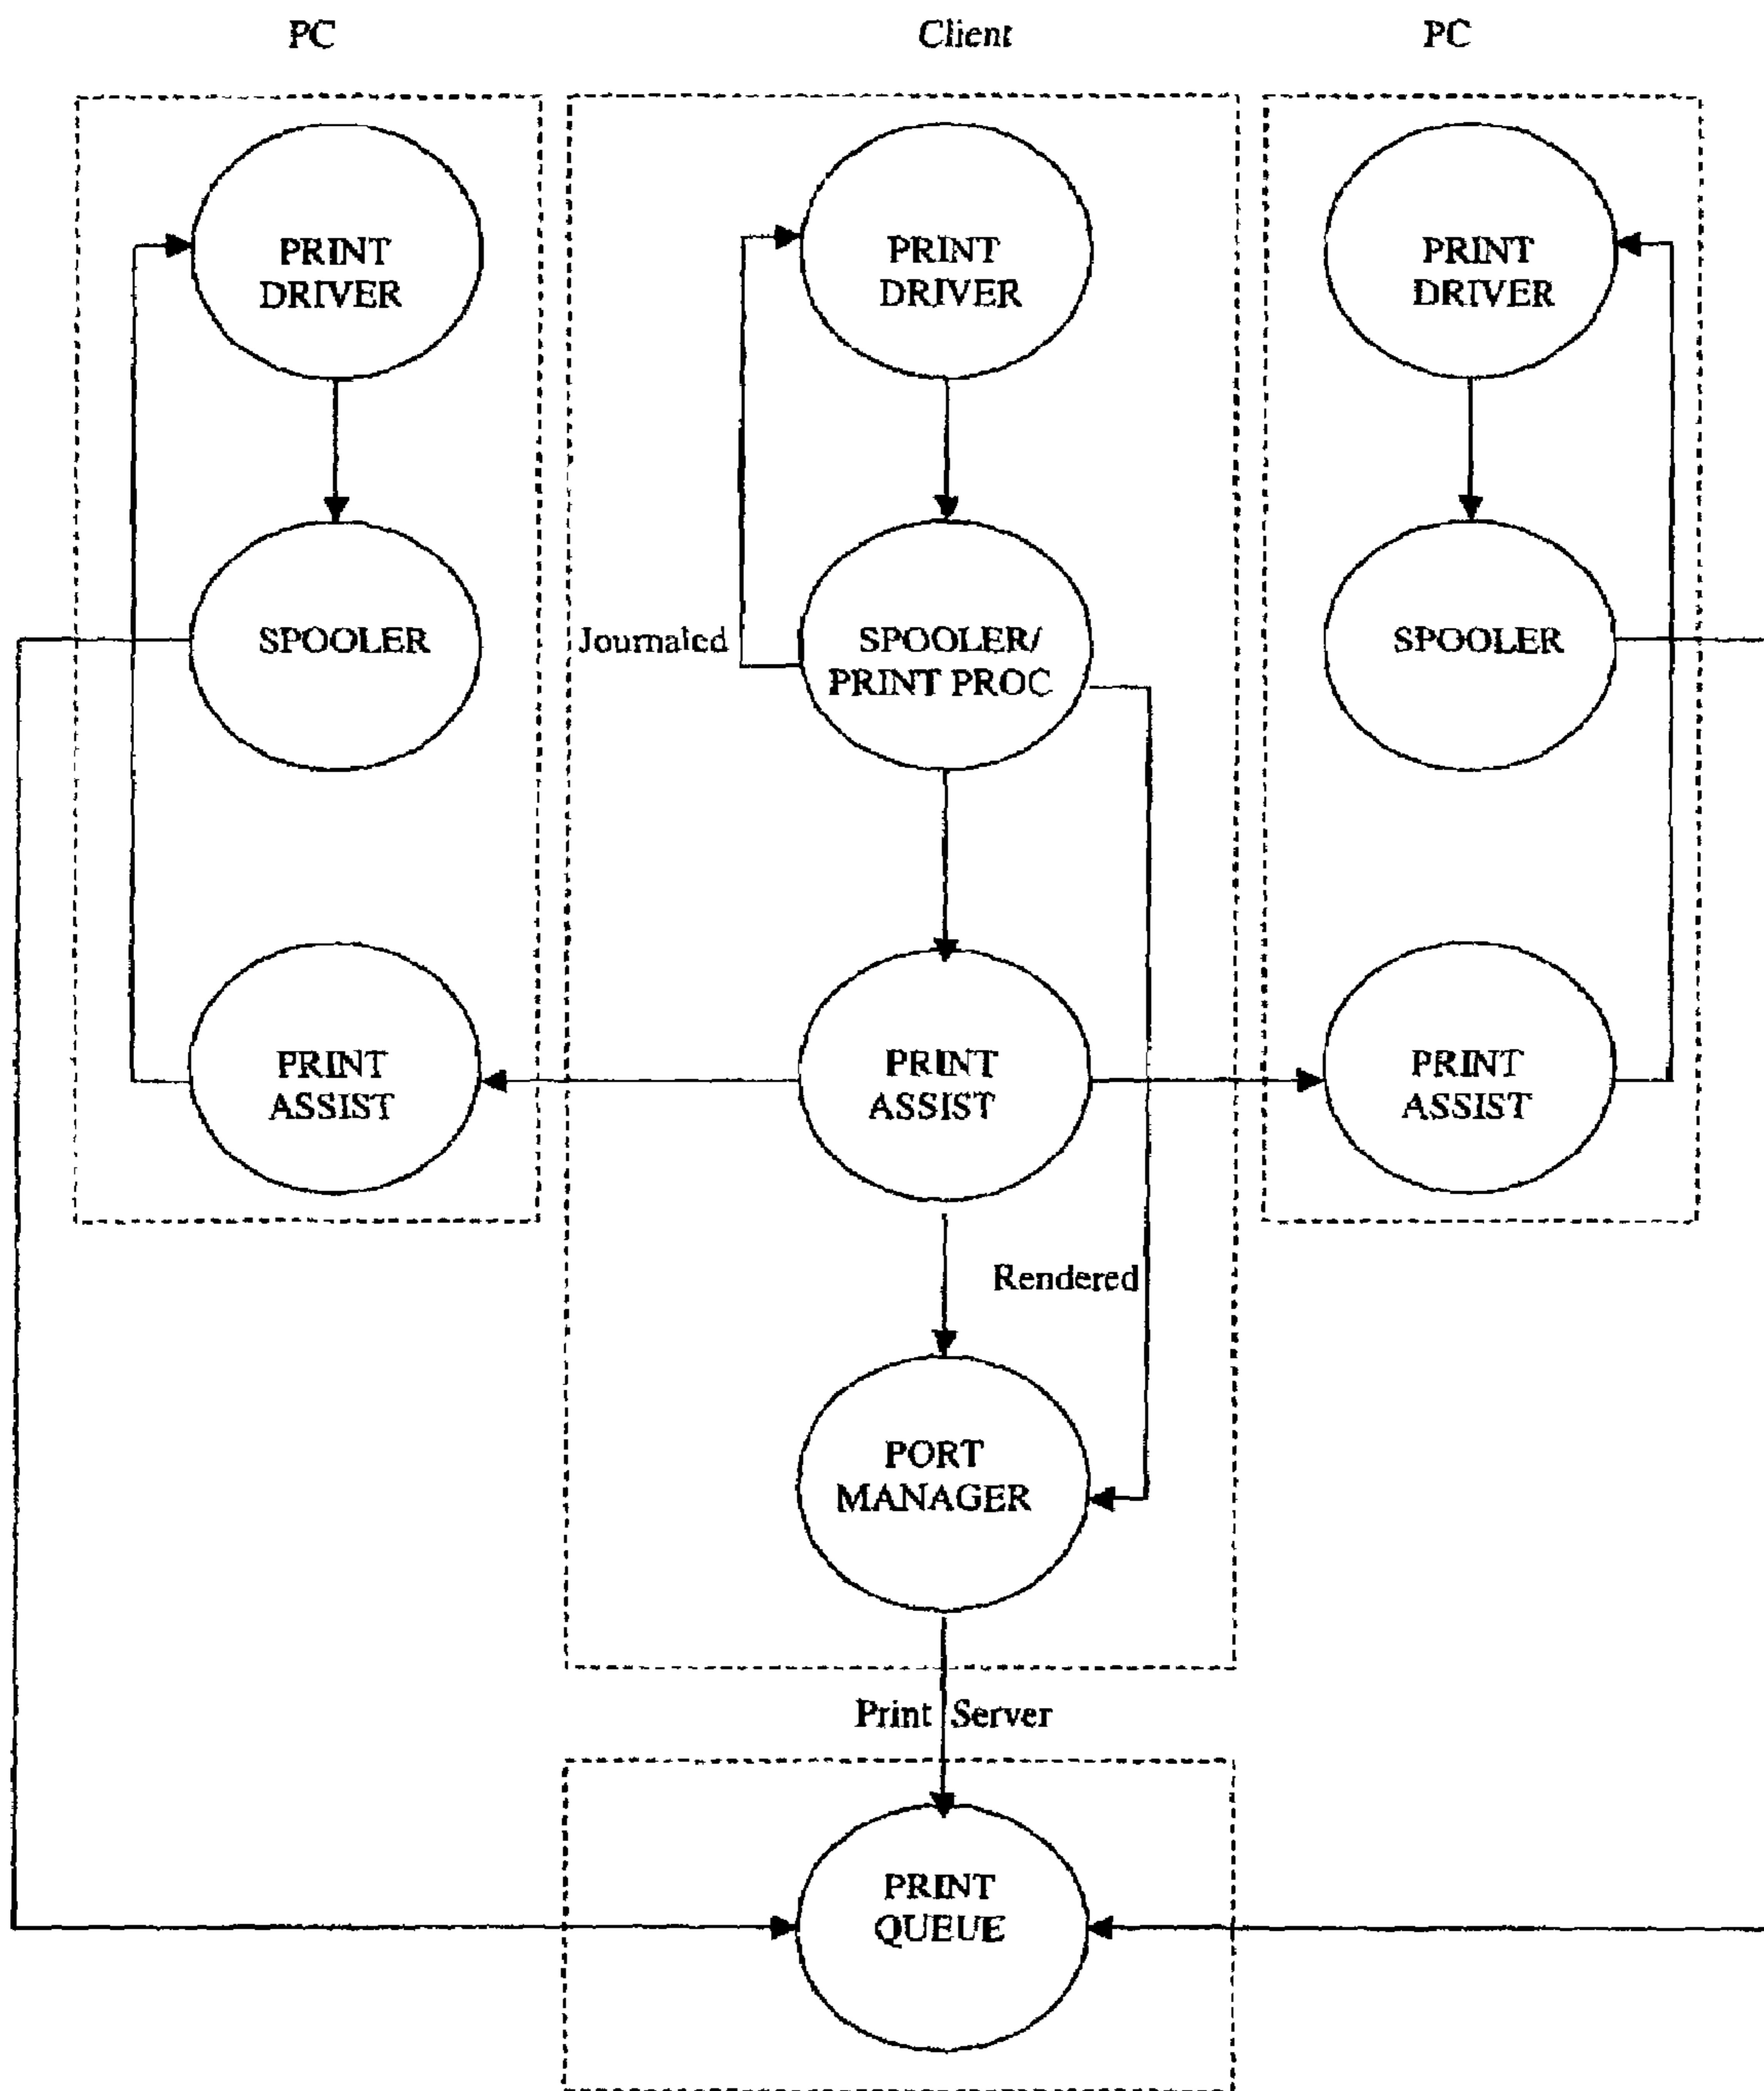 PC
Client
PC
PRINT
DRIVER
PRINT
DRIVER
PRINT
DRIVER
SPOOLER
Journaled
SPOOLER/
PRINT PROC
SPOOLER
PRINT
ASSIST
PRINT
ASSIST
PRINT
ASSIST
Rendered
PORT
MANAGER
Print Server
PRINT
QUEUE